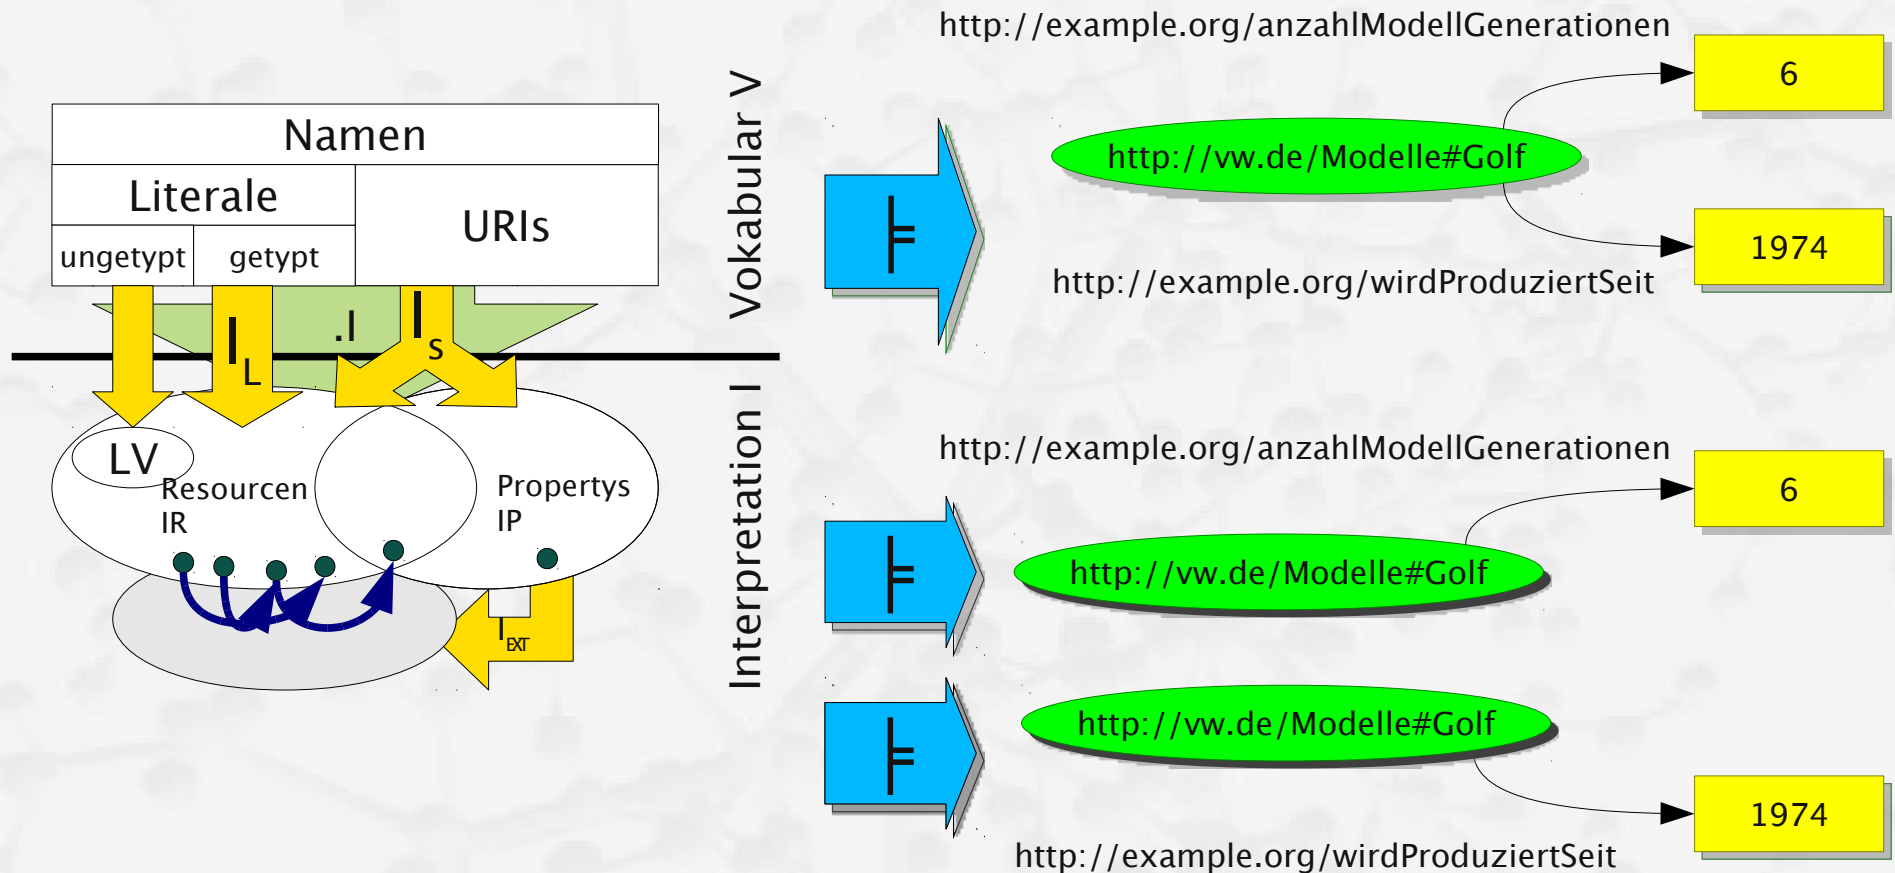 Namen
Literale
URIs
ungetypt
getypt
.I
I
L
I
S
LV
Resourcen
IR
Propertys
IP
I
EXT
Vokabular V
Interpretation I
http://example.org/anzahlModellGenerationen
6
http://vw.de/Modelle#Golf
⊧
1974
http://example.org/wirdProduziertSeit
http://example.org/anzahlModellGenerationen
6
⊧
http://vw.de/Modelle#Golf
⊧
http://vw.de/Modelle#Golf
1974
http://example.org/wirdProduziertSeit